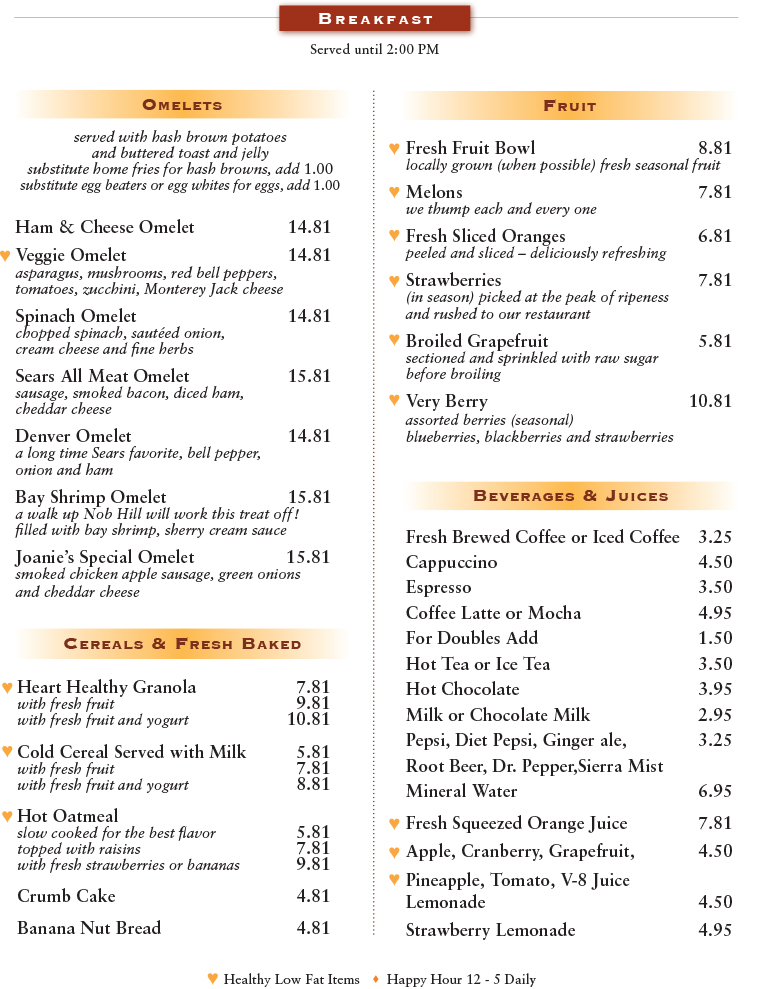 BREAKFAST
Served until 2:00 PM
OMELETS
served with hash brown potatoes
and buttered toast and jelly
substitute home fries for hash browns, add 1.00
substitute egg beaters or egg whites for eggs, add 1.00
Ham & Cheese Omelet 14.81
♥ Veggie Omelet 14.81
asparagus, mushrooms, red bell peppers,
tomatoes, zucchini, Monterey Jack cheese
Spinach Omelet 14.81
chopped spinach, sautéed onion,
cream cheese and fine herbs
Sears All Meat Omelet 15.81
sausage, smoked bacon, diced ham,
cheddar cheese
Denver Omelet 14.81
a long time Sears favorite, bell pepper,
onion and ham
Bay Shrimp Omelet 15.81
a walk up Nob Hill will work this treat off!
filled with bay shrimp, sherry cream sauce
Joanie's Special Omelet 15.81
smoked chicken apple sausage, green onions
and cheddar cheese
CEREALS & FRESH BAKED
♥ Heart Healthy Granola 7.81
with fresh fruit 9.81
with fresh fruit and yogurt 10.81
♥ Cold Cereal Served with Milk 5.81
with fresh fruit 7.81
with fresh fruit and yogurt 8.81
♥ Hot Oatmeal
slow cooked for the best flavor 5.81
topped with raisins 7.81
with fresh strawberries or bananas 9.81
Crumb Cake 4.81
Banana Nut Bread 4.81
FRUIT
♥ Fresh Fruit Bowl 8.81
locally grown (when possible) fresh seasonal fruit
♥ Melons 7.81
we thump each and every one
♥ Fresh Sliced Oranges 6.81
peeled and sliced – deliciously refreshing
♥ Strawberries 7.81
(in season) picked at the peak of ripeness
and rushed to our restaurant
♥ Broiled Grapefruit 5.81
sectioned and sprinkled with raw sugar
before broiling
♥ Very Berry 10.81
assorted berries (seasonal)
blueberries, blackberries and strawberries
BEVERAGES & JUICES
Fresh Brewed Coffee or Iced Coffee 3.25
Cappuccino 4.50
Espresso 3.50
Coffee Latte or Mocha 4.95
For Doubles Add 1.50
Hot Tea or Ice Tea 3.50
Hot Chocolate 3.95
Milk or Chocolate Milk 2.95
Pepsi, Diet Pepsi, Ginger ale, 3.25
Root Beer, Dr. Pepper,Sierra Mist
Mineral Water 6.95
♥ Fresh Squeezed Orange Juice 7.81
♥ Apple, Cranberry, Grapefruit, 4.50
♥ Pineapple, Tomato, V-8 Juice
Lemonade 4.50
Strawberry Lemonade 4.95
♥ Healthy Low Fat Items ♦ Happy Hour 12 - 5 Daily